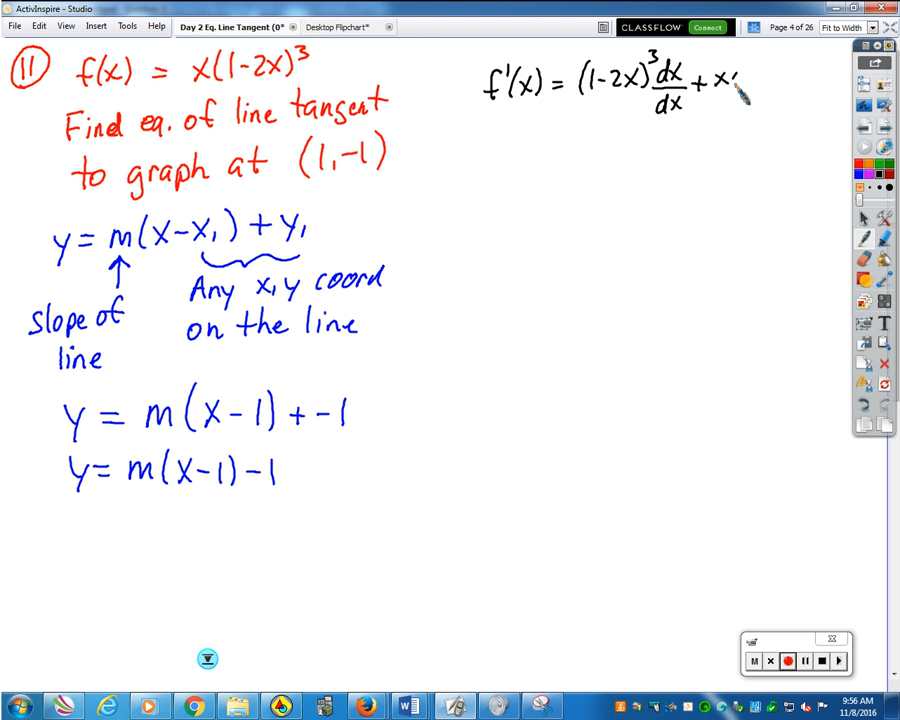 ActivInspire - Studio
File Edit View Insert Tools Help
Day 2 Eq. Line Tangent (0° × Desktop Flipchart* ×
CLASSFLOW Connect Page 4 of 26 Fit to Width
11 f(x) = x(1-2x)³
Find eq. of line tangent
to graph at (1,-1)
y = m(x-x₁) + y₁
slope of
line
Any x,y coord
on the line
y = m(x-1) + -1
y = m(x-1) -1
f'(x) = (1-2x)³ dx/dx + x
M
9:56 AM
11/8/2016